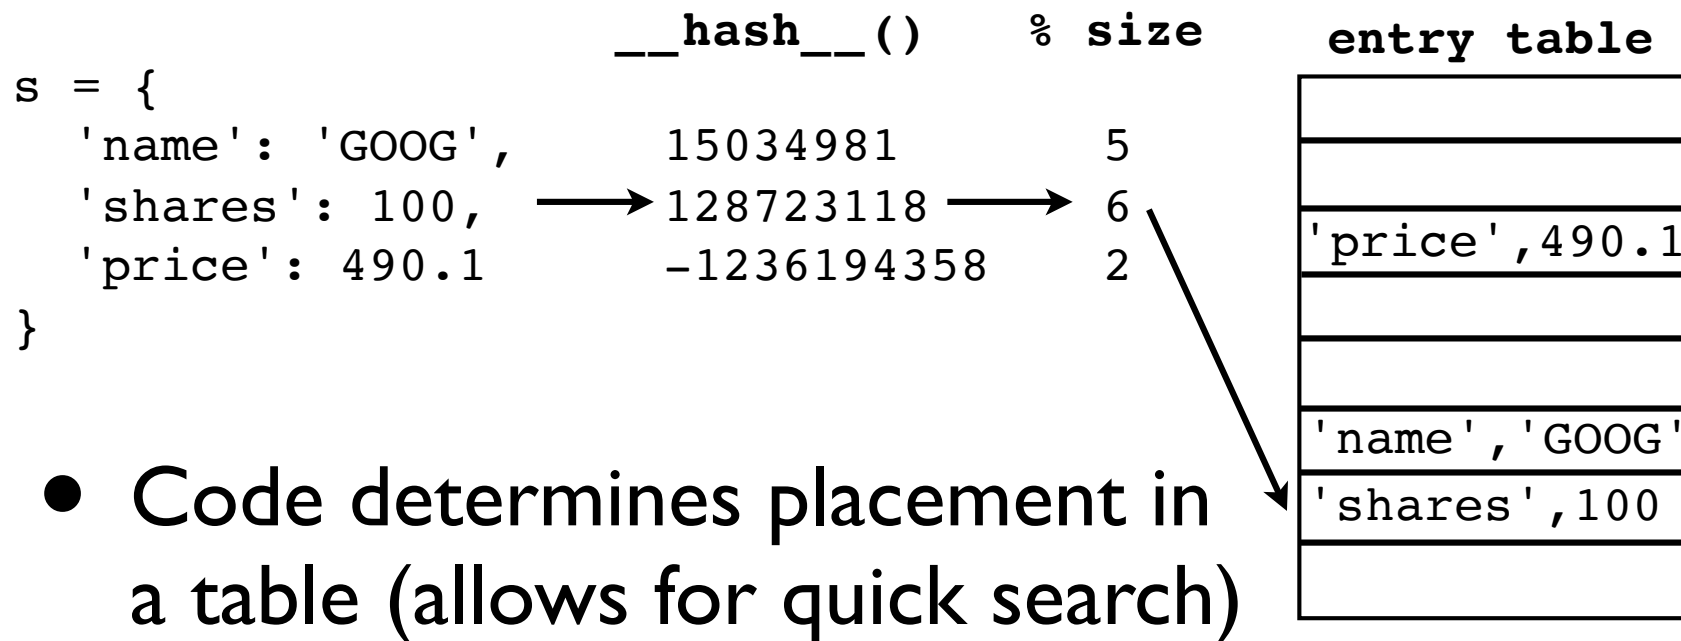 __hash__() % size entry table
s = {
'name': 'GOOG', 15034981 5
'shares': 100, 128723118 6
'price': 490.1 -1236194358 2
}
'price',490.1
'name','GOOG'
'shares',100
• Code determines placement in
a table (allows for quick search)